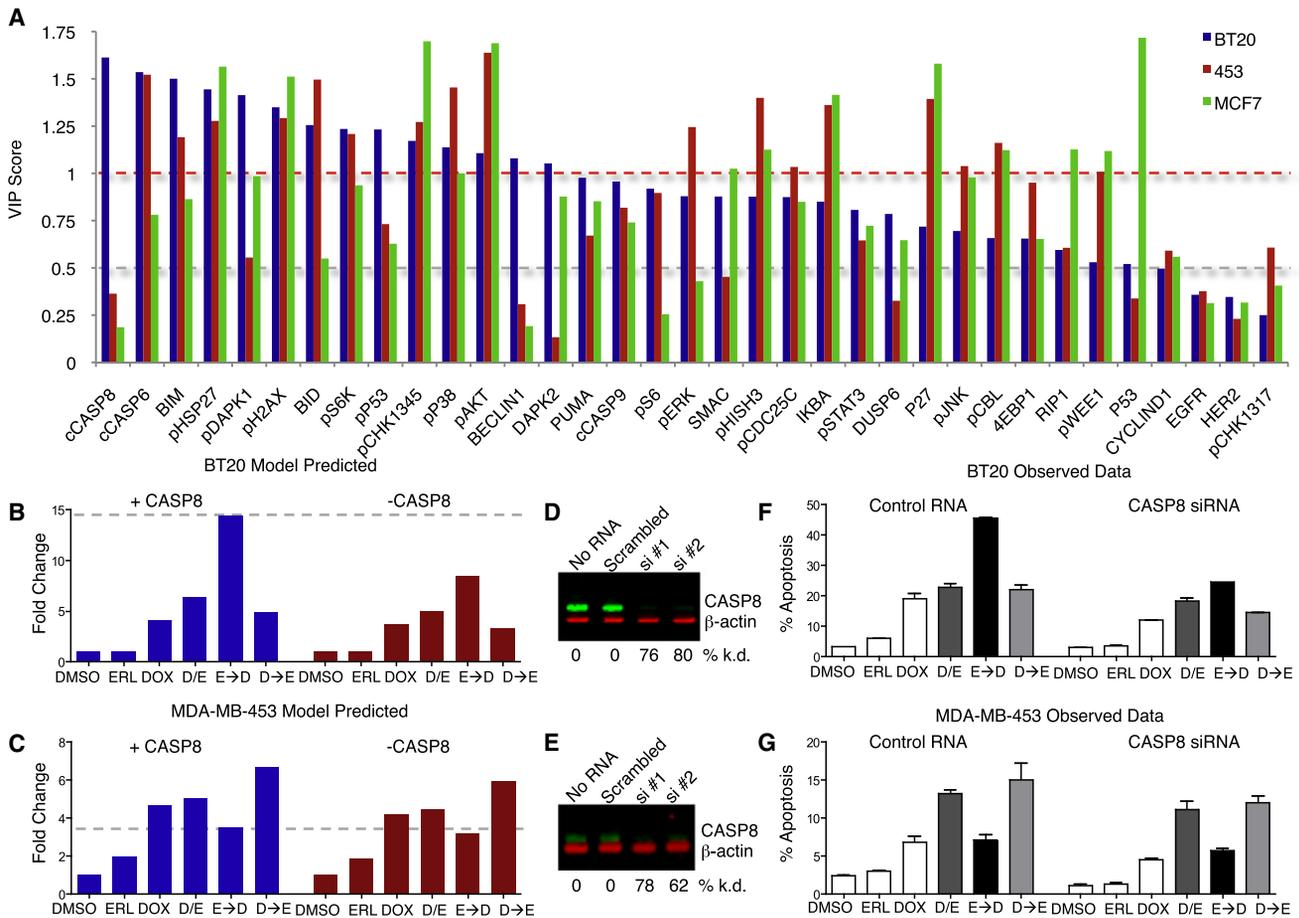 A
VIP Score
1.75
1.5
1.25
1
0.75
0.5
0.25
0
BT20
453
MCF7
cCASP8
cCASP6
BIM
pHSP27
pDAPK1
pH2AX
BID
pS6K
pP53
pCHK1345
pP38
pAKT
BECLIN1
DAPK2
PUMA
cCASP9
pS6
pERK
SMAC
pHISH3
pCDC25C
IKBA
pSTAT3
DUSP6
P27
pJNK
pCBL
4EBP1
RIP1
pWEE1
P53
CYCLIND1
EGFR
HER2
pCHK1317
BT20 Model Predicted
B
+ CASP8
-CASP8
Fold Change
15
10
5
0
DMSO ERL DOX D/E E→D D→E DMSO ERL DOX D/E E→D D→E
MDA-MB-453 Model Predicted
C
+ CASP8
-CASP8
Fold Change
8
6
4
2
0
DMSO ERL DOX D/E E→D D→E DMSO ERL DOX D/E E→D D→E
D
No RNA
Scrambled
si #1
si #2
CASP8
β-actin
0 0 76 80 % k.d.
E
No RNA
Scrambled
si #1
si #2
CASP8
β-actin
0 0 78 62 % k.d.
BT20 Observed Data
F
Control RNA
CASP8 siRNA
% Apoptosis
50
40
30
20
10
0
DMSO ERL DOX D/E E→D D→E DMSO ERL DOX D/E E→D D→E
MDA-MB-453 Observed Data
G
Control RNA
CASP8 siRNA
% Apoptosis
20
15
10
5
0
DMSO ERL DOX D/E E→D D→E DMSO ERL DOX D/E E→D D→E